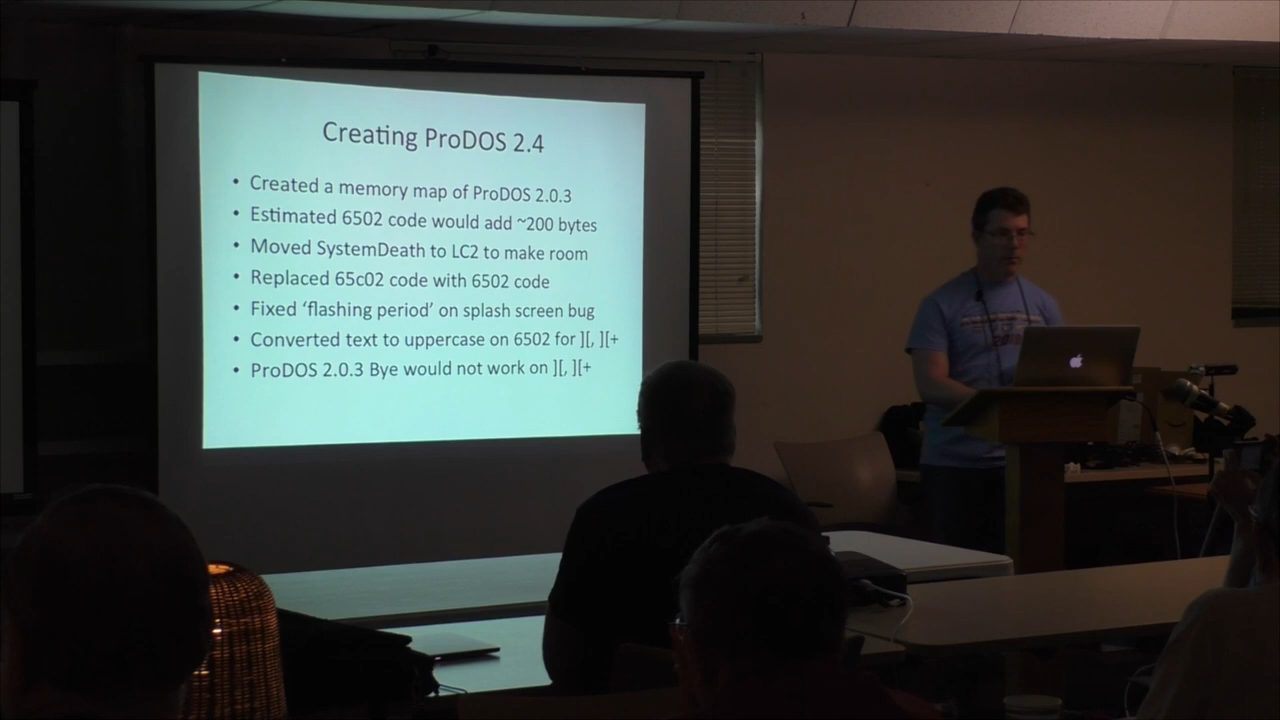 Creating ProDOS 2.4
• Created a memory map of ProDOS 2.0.3
• Estimated 6502 code would add ~200 bytes
• Moved SystemDeath to LC2 to make room
• Replaced 65c02 code with 6502 code
• Fixed ‘flashing period’ on splash screen bug
• Converted text to uppercase on 6502 for ][, ][+
• ProDOS 2.0.3 Bye would not work on ][, ][+